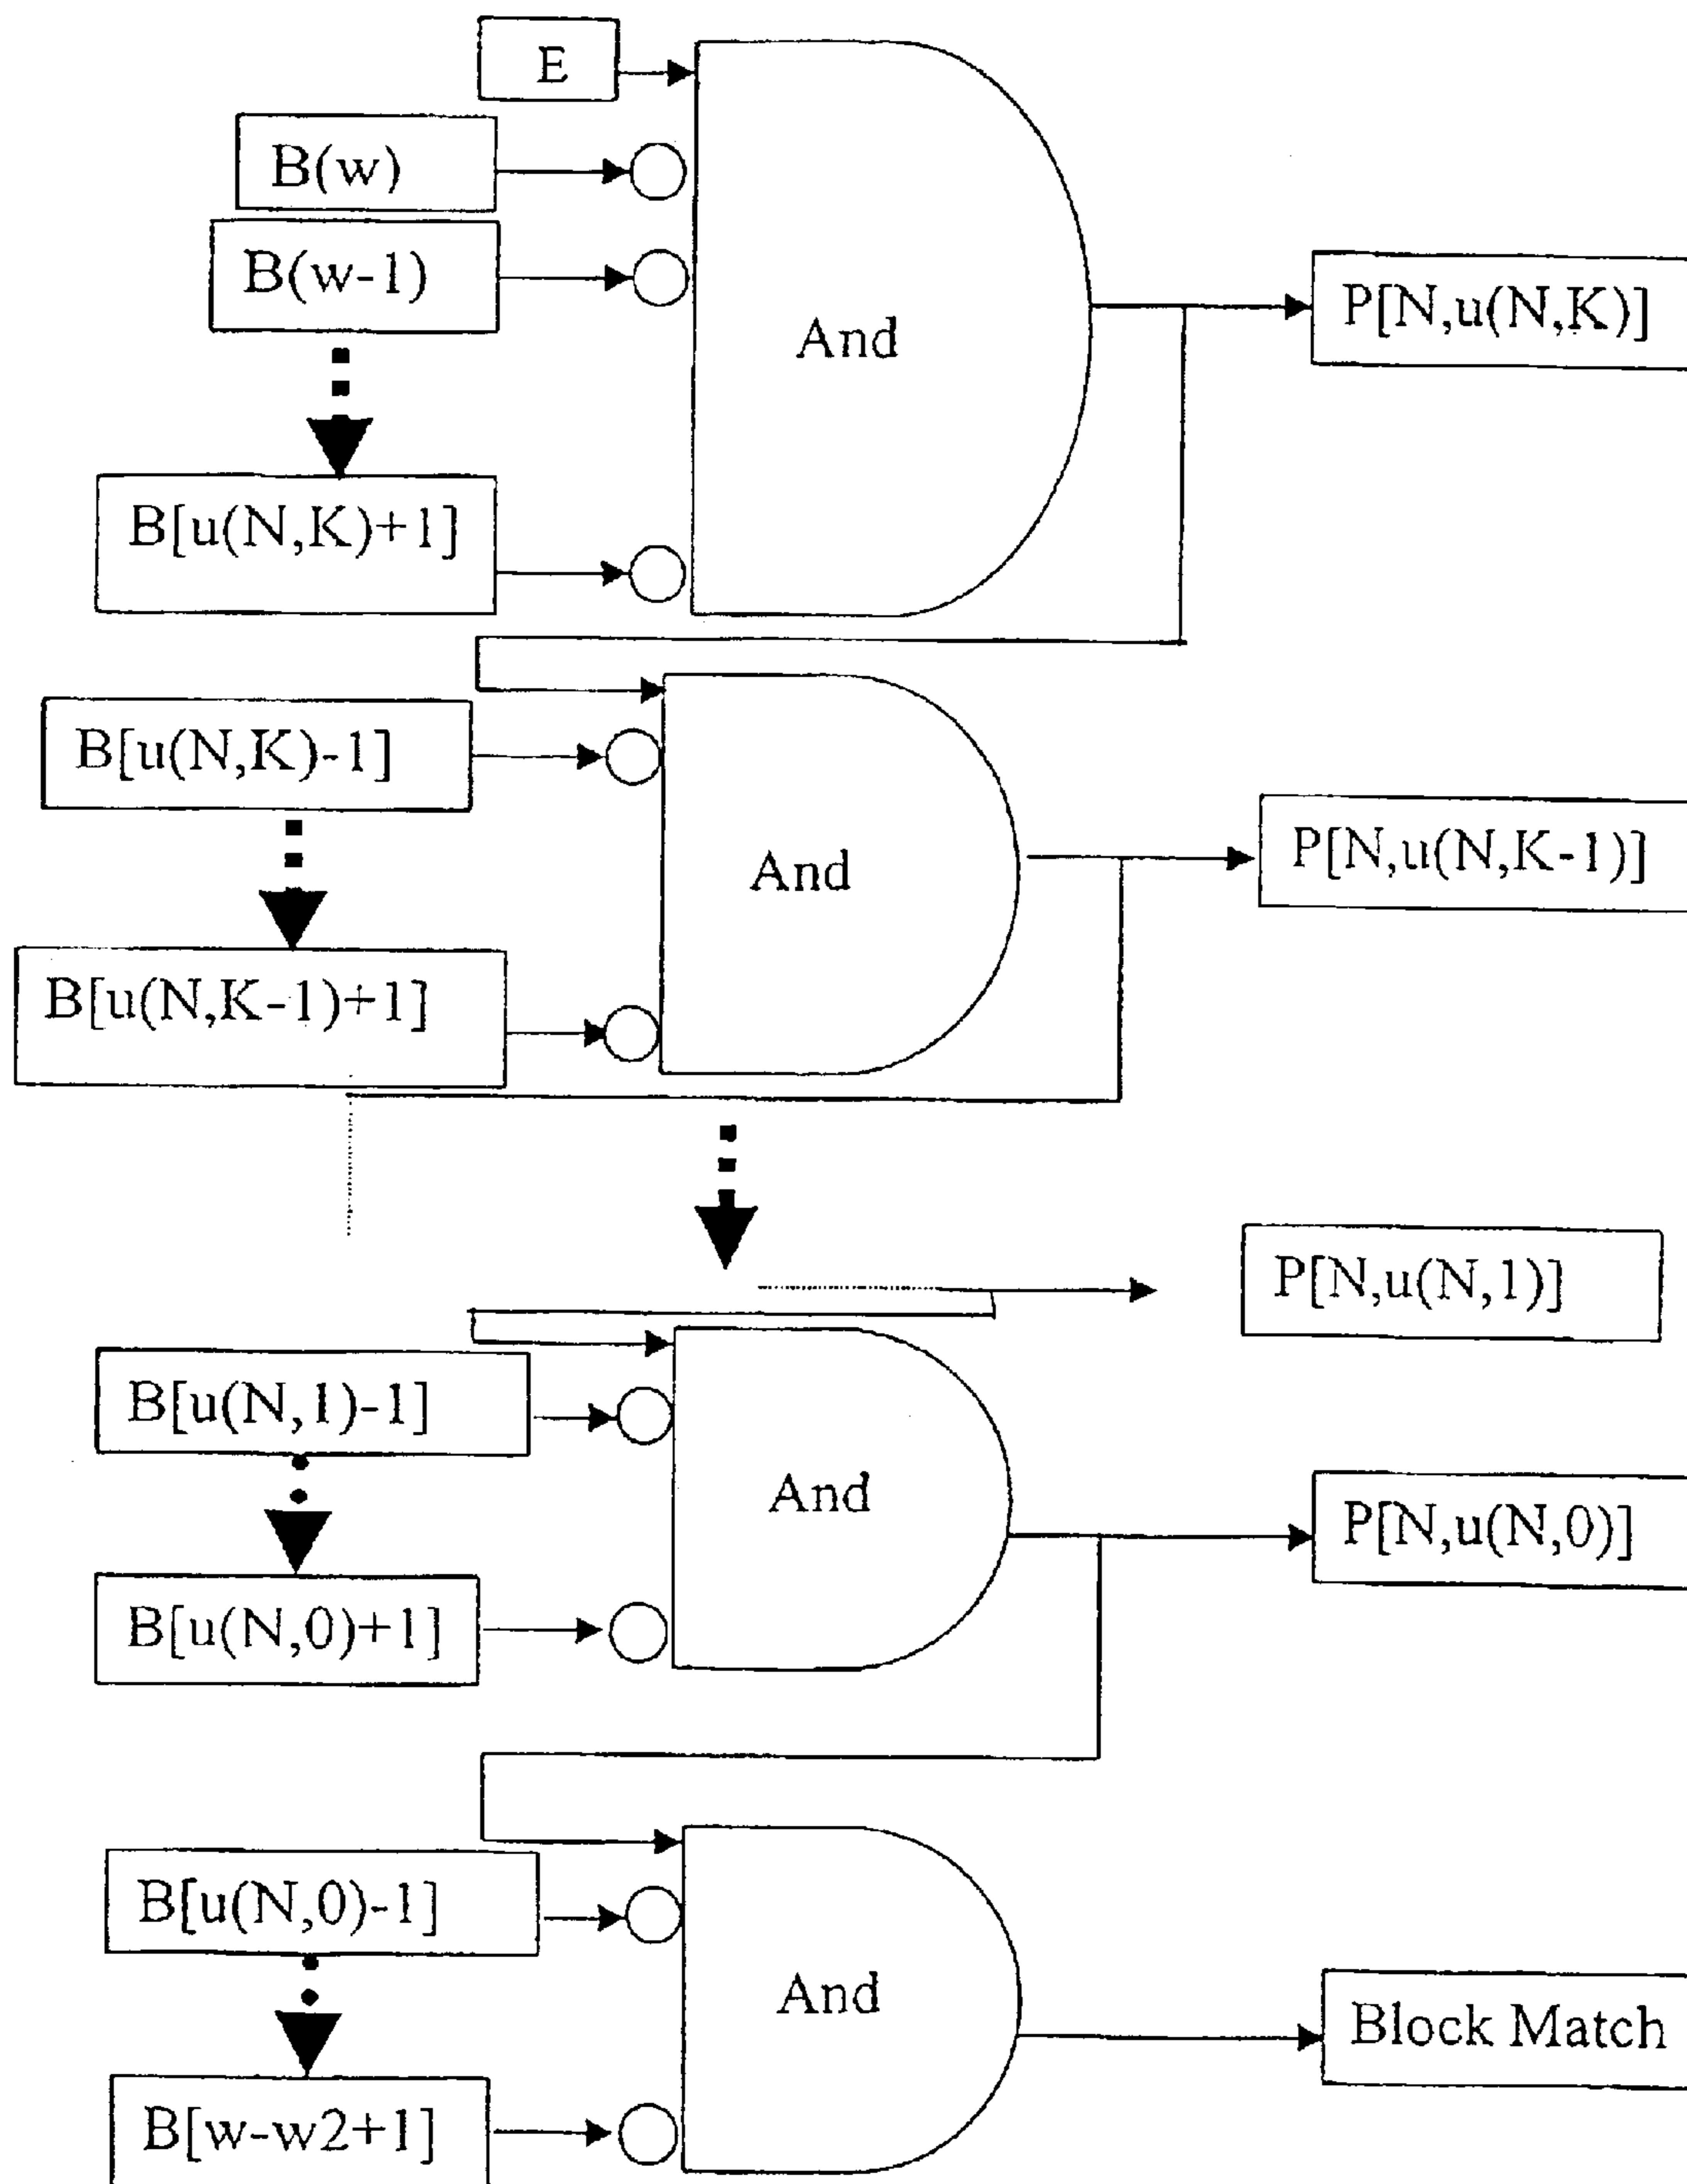 E
B(w)
B(w-1)
And
P[N,u(N,K)]
B[u(N,K)+1]
B[u(N,K)-1]
And
P[N,u(N,K-1)]
B[u(N,K-1)+1]
P[N,u(N,1)]
B[u(N,1)-1]
And
P[N,u(N,0)]
B[u(N,0)+1]
B[u(N,0)-1]
And
Block Match
B[w-w2+1]